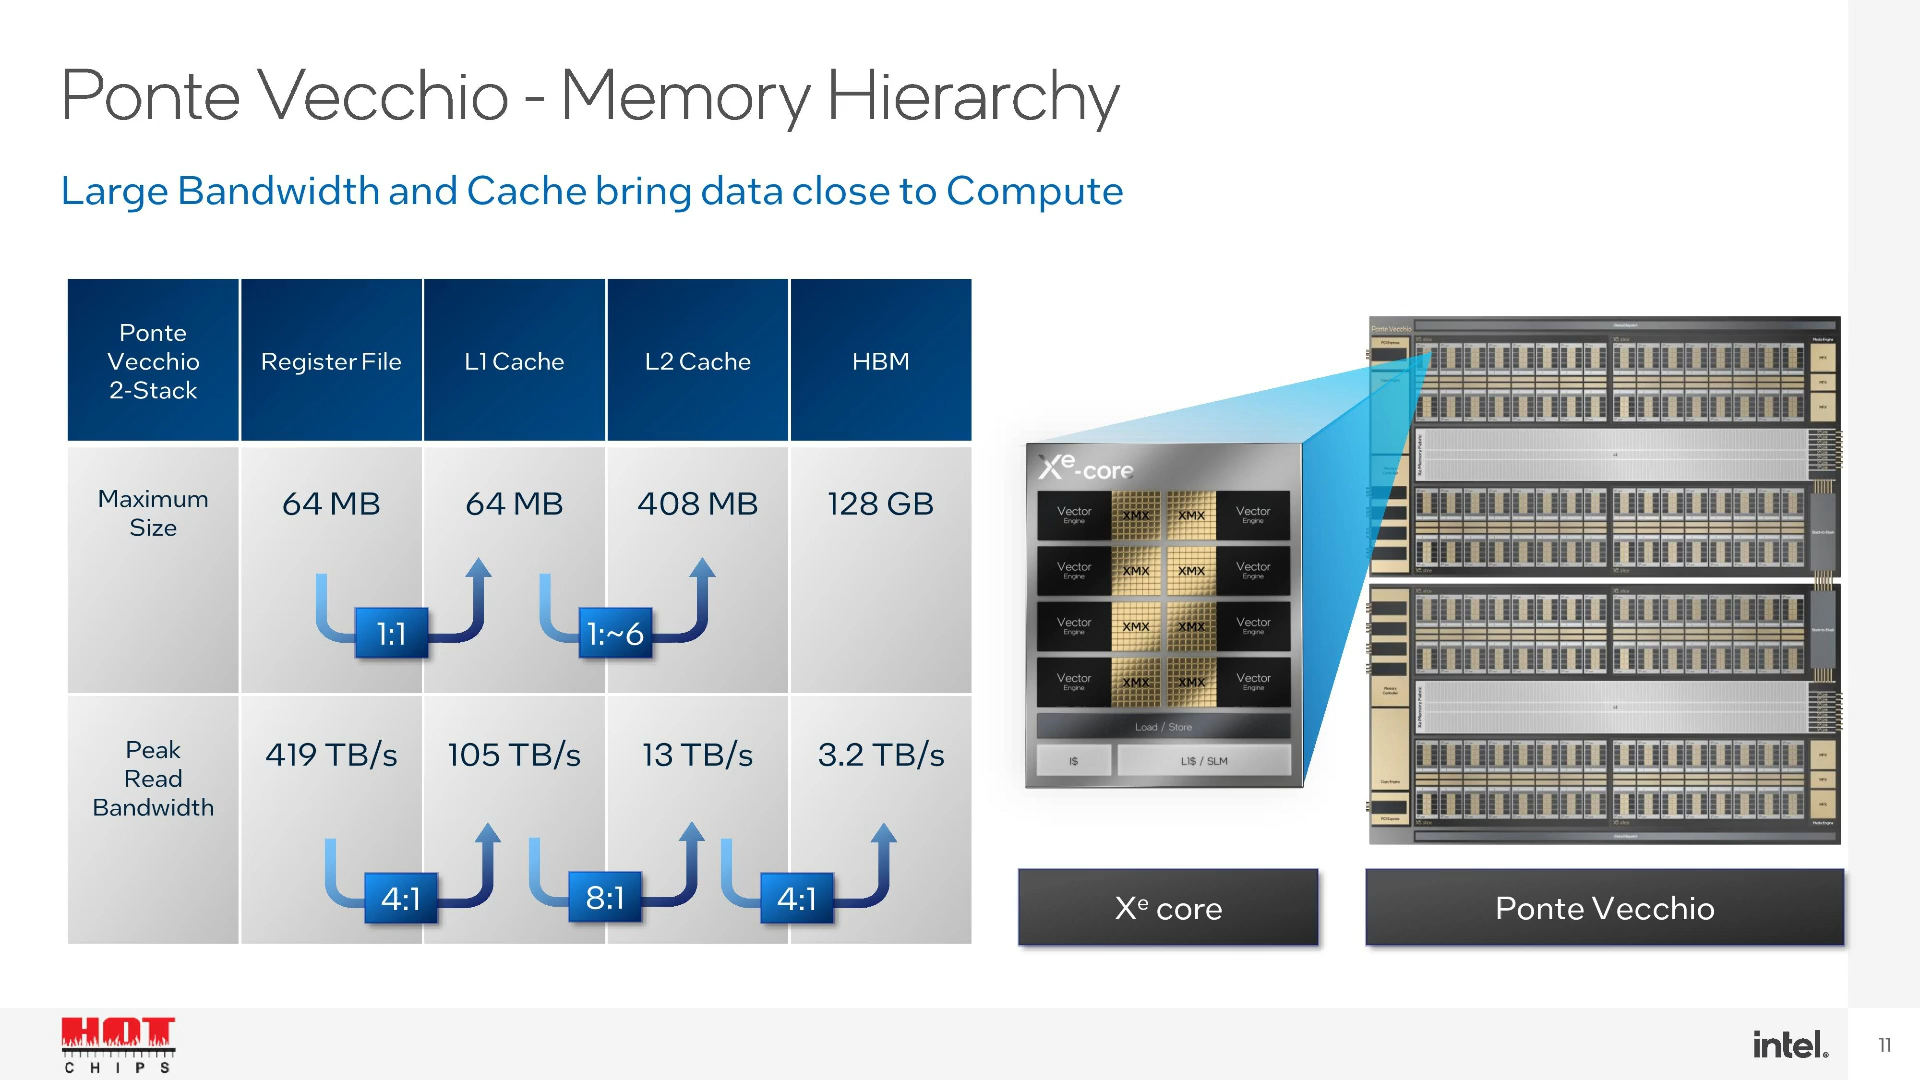 Ponte Vecchio - Memory Hierarchy
Large Bandwidth and Cache bring data close to Compute
Ponte
Vecchio
2-Stack
Register File
L1 Cache
L2 Cache
HBM
Maximum
Size
64 MB
64 MB
408 MB
128 GB
1:1
1:~6
Peak
Read
Bandwidth
419 TB/s
105 TB/s
13 TB/s
3.2 TB/s
4:1
8:1
4:1
Xe-core
Vector
Engine
XMX
XMX
Vector
Engine
Vector
Engine
XMX
XMX
Vector
Engine
Vector
Engine
XMX
XMX
Vector
Engine
Vector
Engine
XMX
XMX
Vector
Engine
Load / Store
I$
L1$ / SLM
Xe core
Ponte Vecchio
Ponte Vecchio
HOT
CHIPS
intel.
11